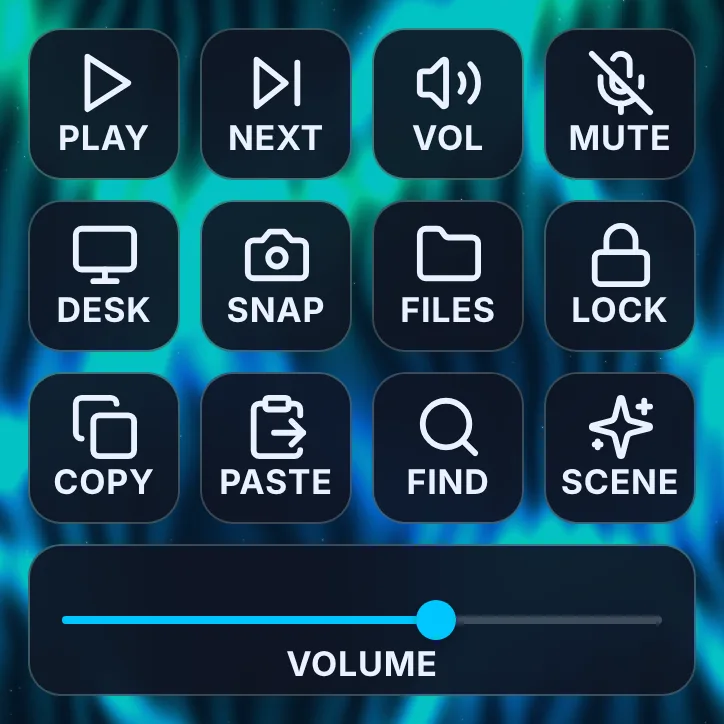 PLAY
NEXT
VOL
MUTE
DESK
SNAP
FILES
LOCK
COPY
PASTE
FIND
SCENE
VOLUME